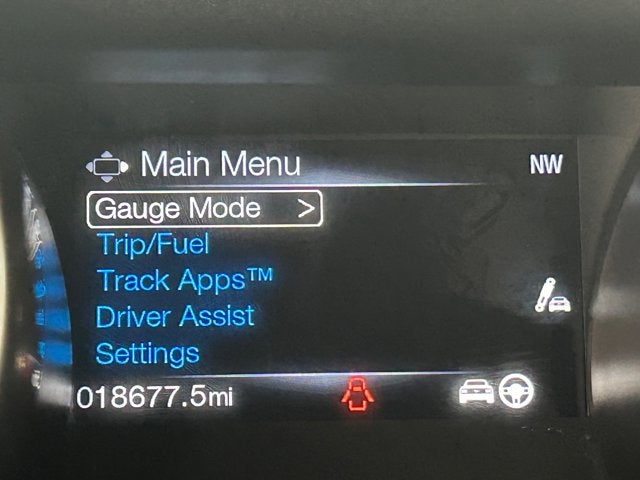 Main Menu
NW
Gauge Mode >
Trip/Fuel
Track Apps™
Driver Assist
Settings
018677.5mi